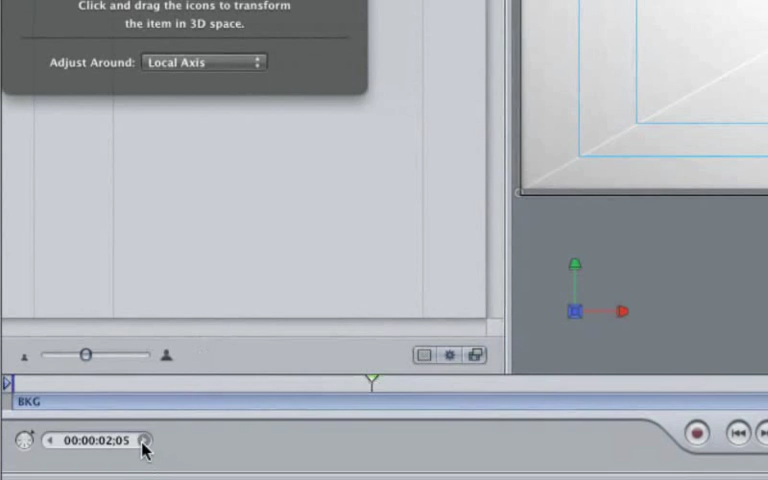 Click and drag the icons to transform
the item in 3D space.
Adjust Around: Local Axis
BKG
00:00:02;05